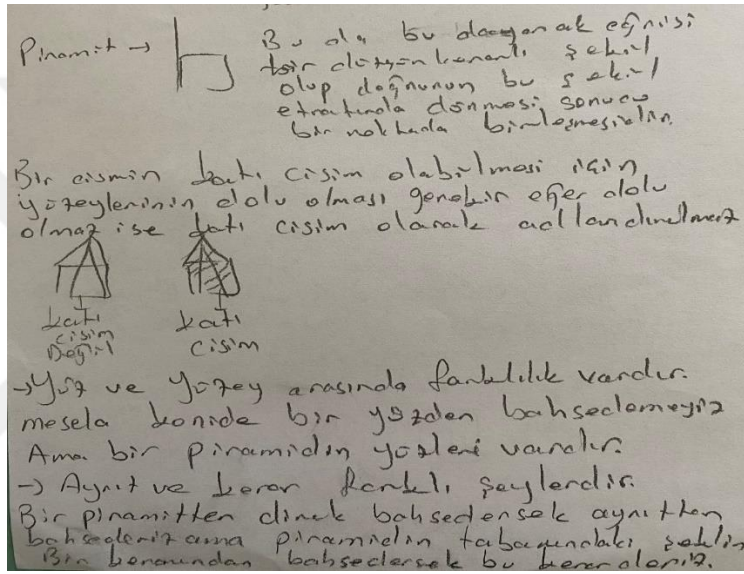 Piramit →
Bu da bu dayanak eğrisi
bir düzgün kenarlı şekil
olup doğrunun bu şekil
etrafında dönmesi sonucu
bir noktada birleşmesidir.
Bir cismin katı cisim olabilmesi için
yüzeylerinin dolu olması gerekir eğer dolu
olmaz ise katı cisim olarak adlandırılmaz
katı cisim Değil
katı cisim
→ Yüz ve yüzey arasında farklılık vardır.
mesela konide bir yüzden bahsedemeyiz
Ama bir piramidin yüzleri vardır.
→ Ayrıt ve kenar farklı şeylerdir.
Bir piramitten direk bahsedersek ayrıttan
bahsederiz ama piramidin tabanındaki şeklin
Bir kenarından bahsedersek bu kenar deriz.